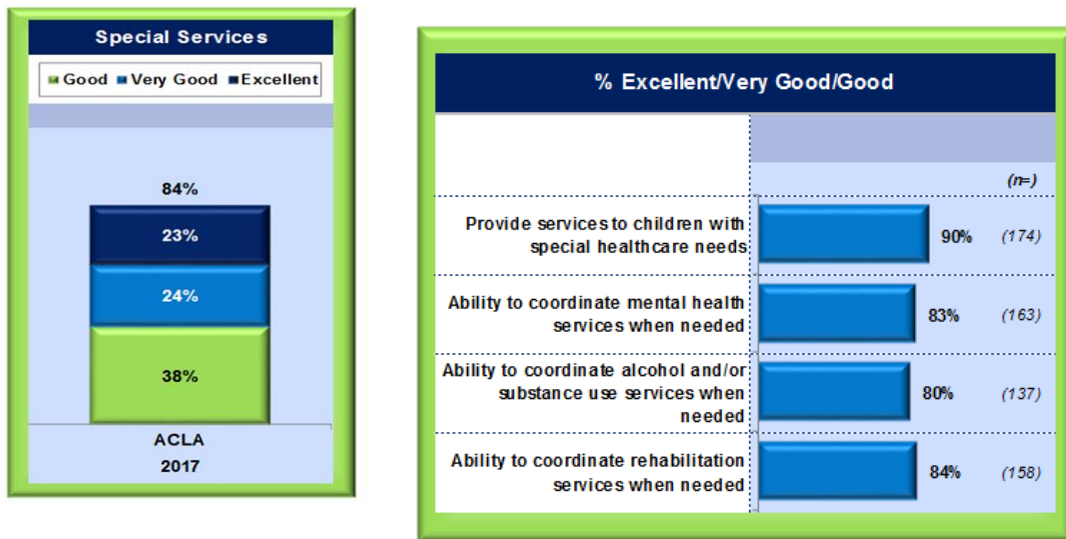 Special Services
Good Very Good Excellent
84%
23%
24%
38%
ACLA
2017
% Excellent/Very Good/Good
(n=)
Provide services to children with
special healthcare needs
90% (174)
Ability to coordinate mental health
services when needed
83% (163)
Ability to coordinate alcohol and/or
substance use services when
needed
80% (137)
Ability to coordinate rehabilitation
services when needed
84% (158)